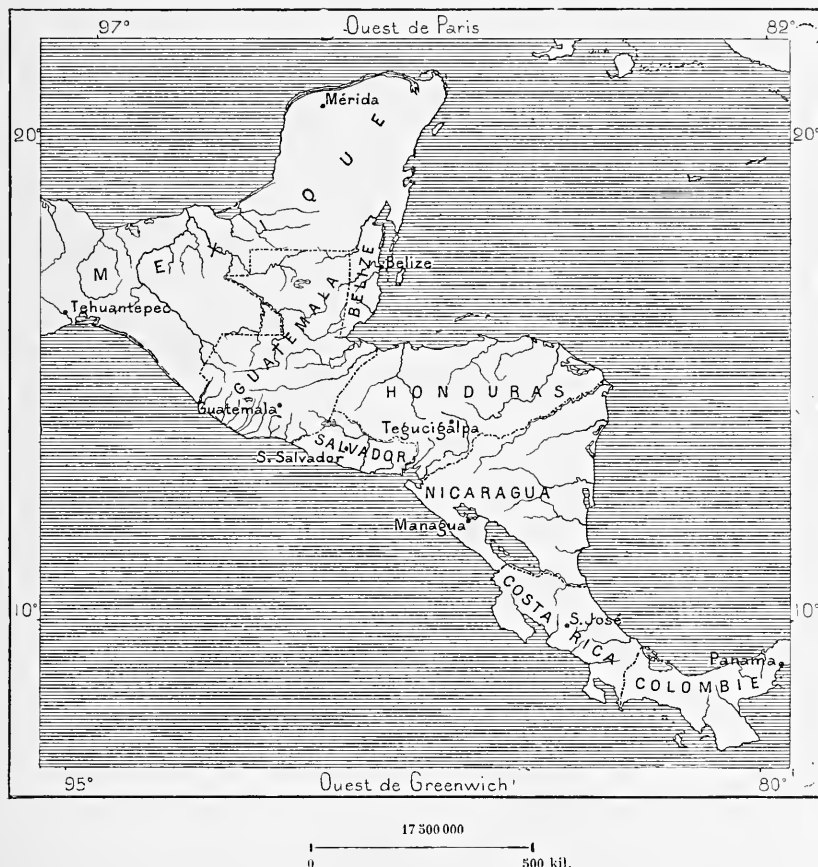 97° Ouest de Paris 82°
Mérida
20° 20°
MEXIQUE
Belize
BELIZE
Tehuantepec
GUATEMALA
HONDURAS
Guatemala
Tegucigalpa
SALVADOR
S. Salvador
NICARAGUA
Managua
COSTA RICA
10° 10°
S. José
Panama
COLOMBIE
95° Ouest de Greenwich 80°
17 500 000
0 500 kil.